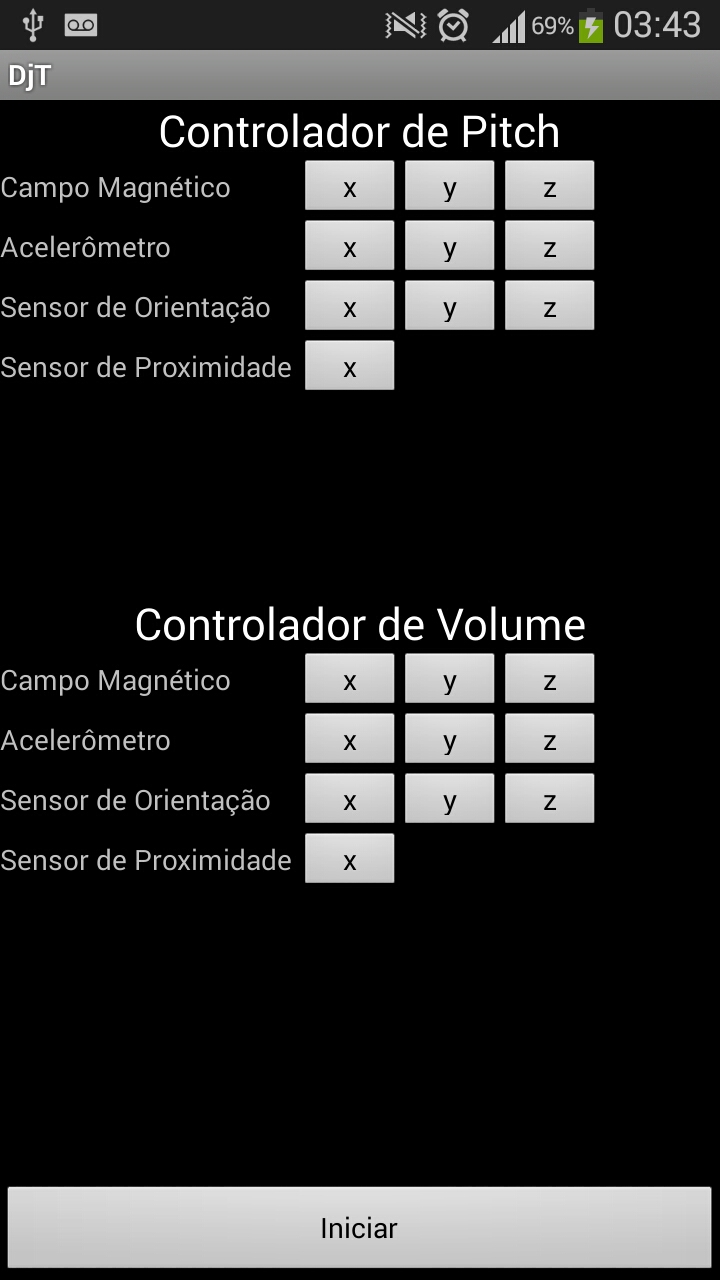 69% 03:43
DjT
Controlador de Pitch
Campo Magnético x y z
Acelerômetro x y z
Sensor de Orientação x y z
Sensor de Proximidade x
Controlador de Volume
Campo Magnético x y z
Acelerômetro x y z
Sensor de Orientação x y z
Sensor de Proximidade x
Iniciar